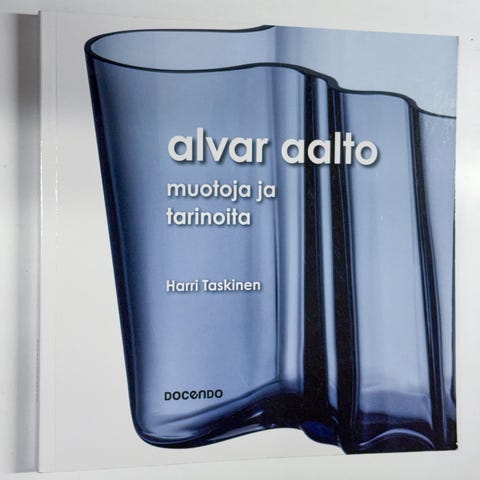 alvar aalto
muotoja ja
tarinoita
Harri Taskinen
DOCENDO